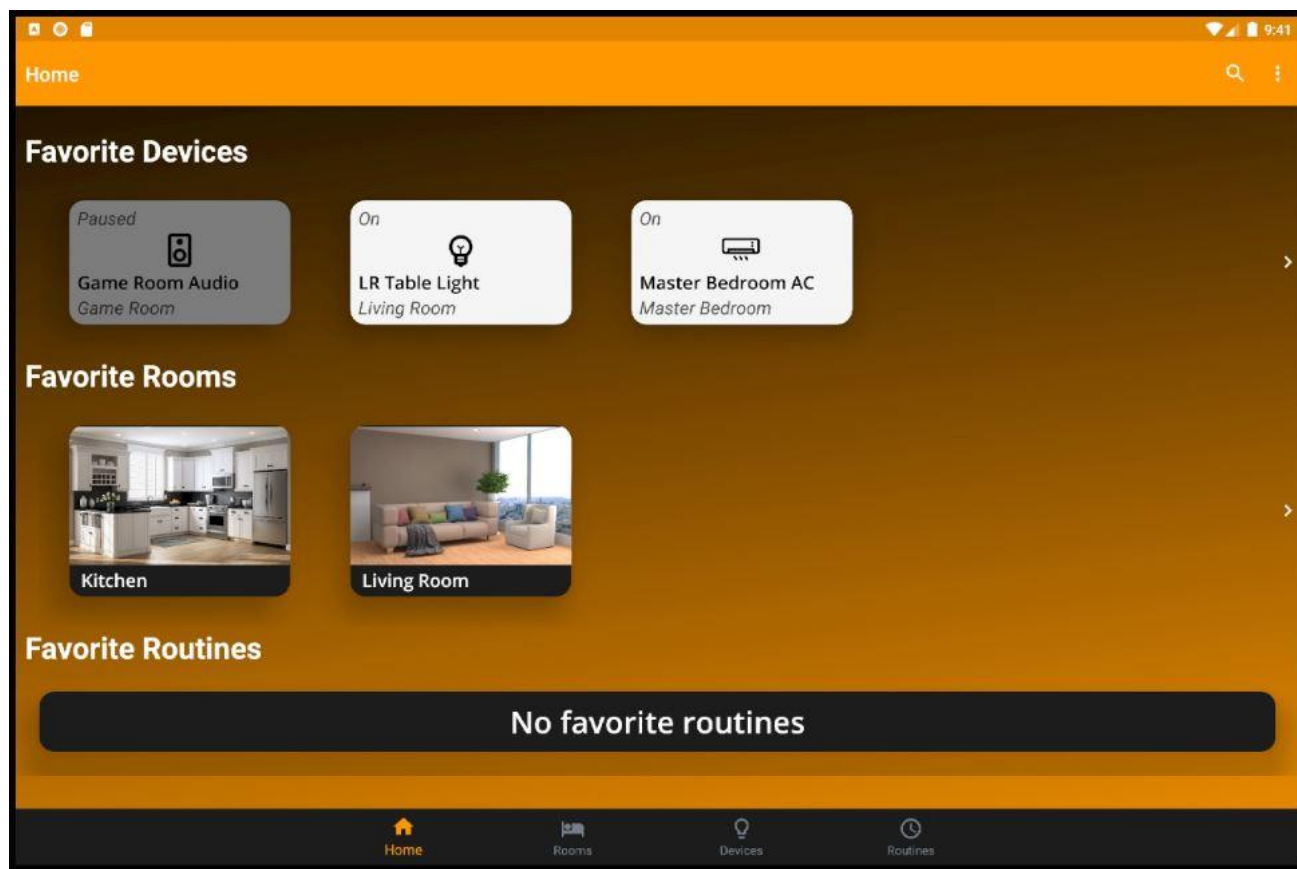 9:41
Home
Favorite Devices
Paused
Game Room Audio
Game Room
On
LR Table Light
Living Room
On
Master Bedroom AC
Master Bedroom
Favorite Rooms
Kitchen
Living Room
Favorite Routines
No favorite routines
Home
Rooms
Devices
Routines